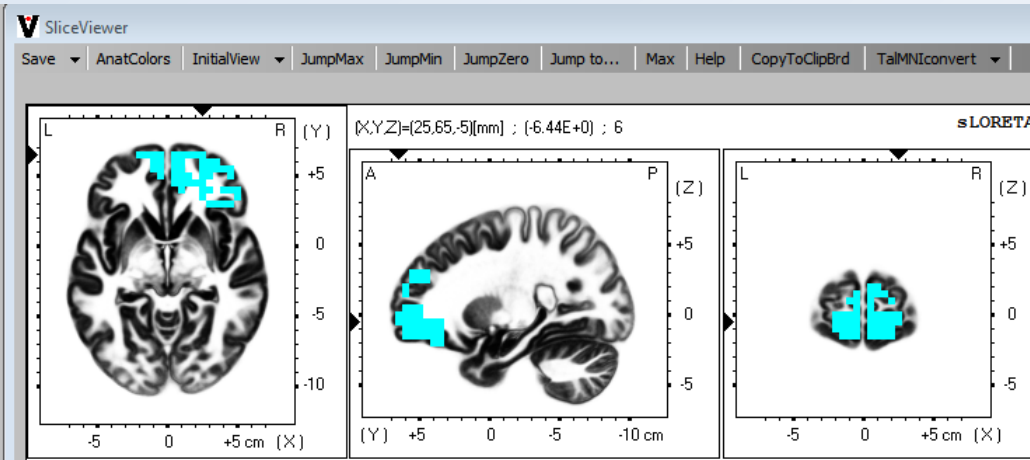 SliceViewer
Save AnatColors InitialView JumpMax JumpMin JumpZero Jump to... Max Help CopyToClipBrd TalMNIconvert
(X,Y,Z)=(25,65,-5)[mm] ; (-6.44E+0) ; 6 sLORETA
L R (Y)
+5
0
-5
-10
-5 0 +5 cm (X)
A P (Z)
+5
0
-5
(Y) +5 0 -5 -10 cm
L R (Z)
+5
0
-5
-5 0 +5 cm (X)